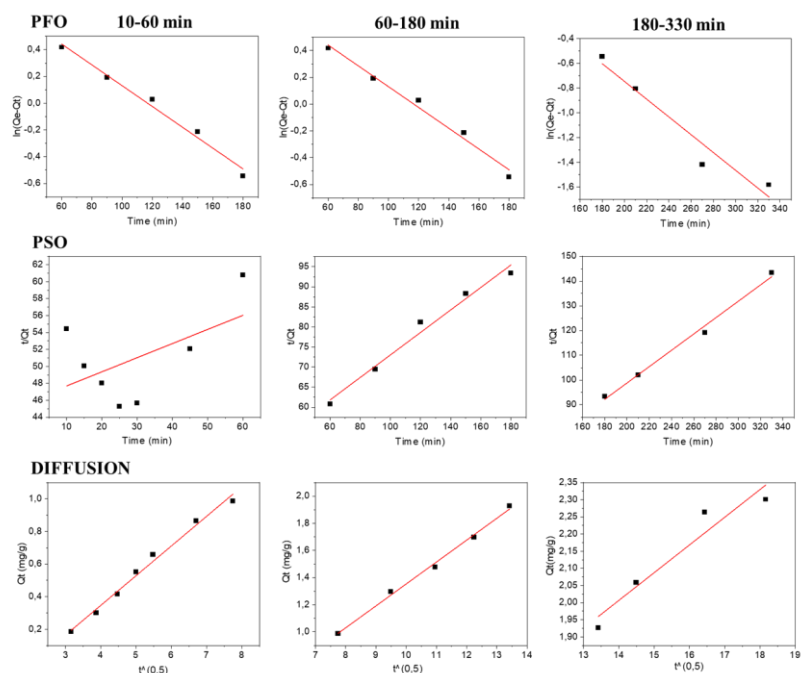 PFO 10-60 min 60-180 min 180-330 min
0,4
0,2
0,0
-0,2
-0,4
-0,6
ln(Qe-Qt)
60 80 100 120 140 160 180
Time (min)
0,4
0,2
0,0
-0,2
-0,4
-0,6
ln(Qe-Qt)
60 80 100 120 140 160 180
Time (min)
-0,4
-0,6
-0,8
-1,0
-1,2
-1,4
-1,6
ln(Qe-Qt)
180 200 220 240 260 280 300 320 340
Time (min)
PSO
64
62
60
58
56
54
52
50
48
46
44
t/Qt
10 20 30 40 50 60
Time (min)
95
90
85
80
75
70
65
60
t/Qt
60 80 100 120 140 160 180
Time (min)
150
140
130
120
110
100
90
t/Qt
180 200 220 240 260 280 300 320 340
Time (min)
DIFFUSION
1,0
0,8
0,6
0,4
0,2
Qt (mg/g)
3 4 5 6 7 8
t^(0,5)
2,0
1,8
1,6
1,4
1,2
1,0
Qt (mg/g)
7 8 9 10 11 12 13 14
t^(0,5)
2,35
2,30
2,25
2,20
2,15
2,10
2,05
2,00
1,95
1,90
Qt(mg/g)
13 14 15 16 17 18 19
t^(0,5)